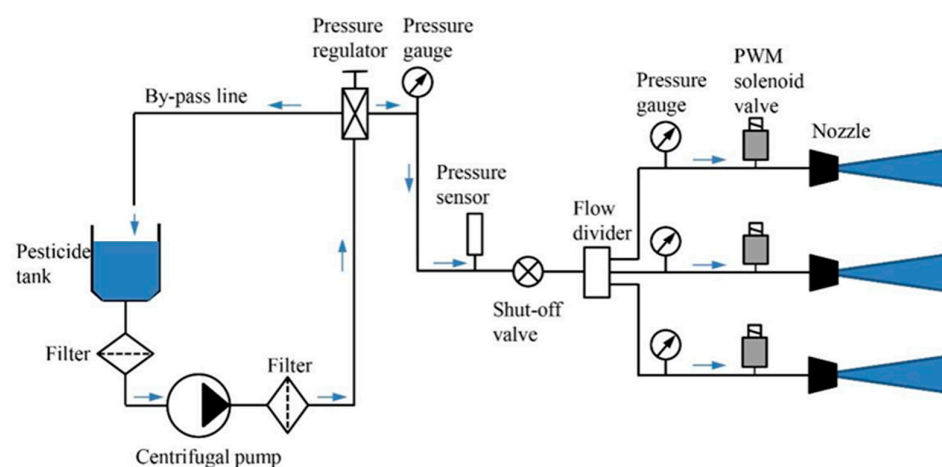 Pressure
regulator
Pressure
gauge
By-pass line
PWM
solenoid
valve
Pressure
gauge
Nozzle
Pressure
sensor
Flow
divider
Pesticide
tank
Shut-off
valve
Filter
Filter
Centrifugal pump